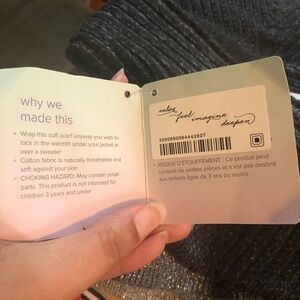 why we
made this
Wrap this soft scarf anyway you wish to
lock in the warmth under your jacket or
over a sweater
Cotton fabric is naturally breathable and
soft against your skin
CHOKING HAZARD: May contain small
parts. This product is not intended for
children 3 years and under
relax
feel imagine
deepen
2000000964442607
RISQUE D'ÉTOUFFEMENT : Ce produit peut
contenir de petites pièces et n'est pas destiné
aux enfants âgés de 3 ans ou moins